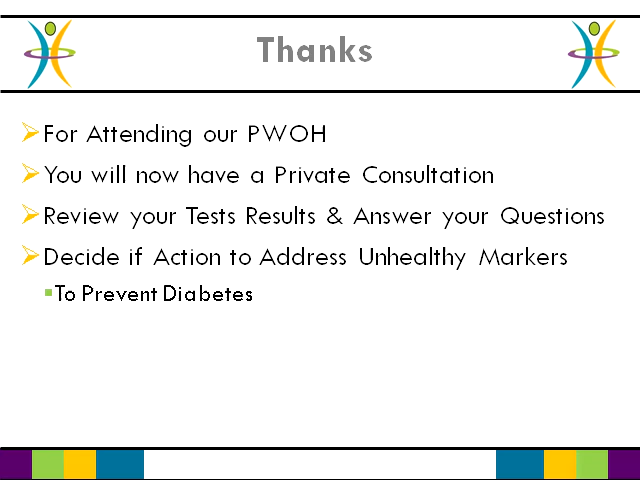 Thanks
For Attending our PWOH
You will now have a Private Consultation
Review your Tests Results & Answer your Questions
Decide if Action to Address Unhealthy Markers
To Prevent Diabetes